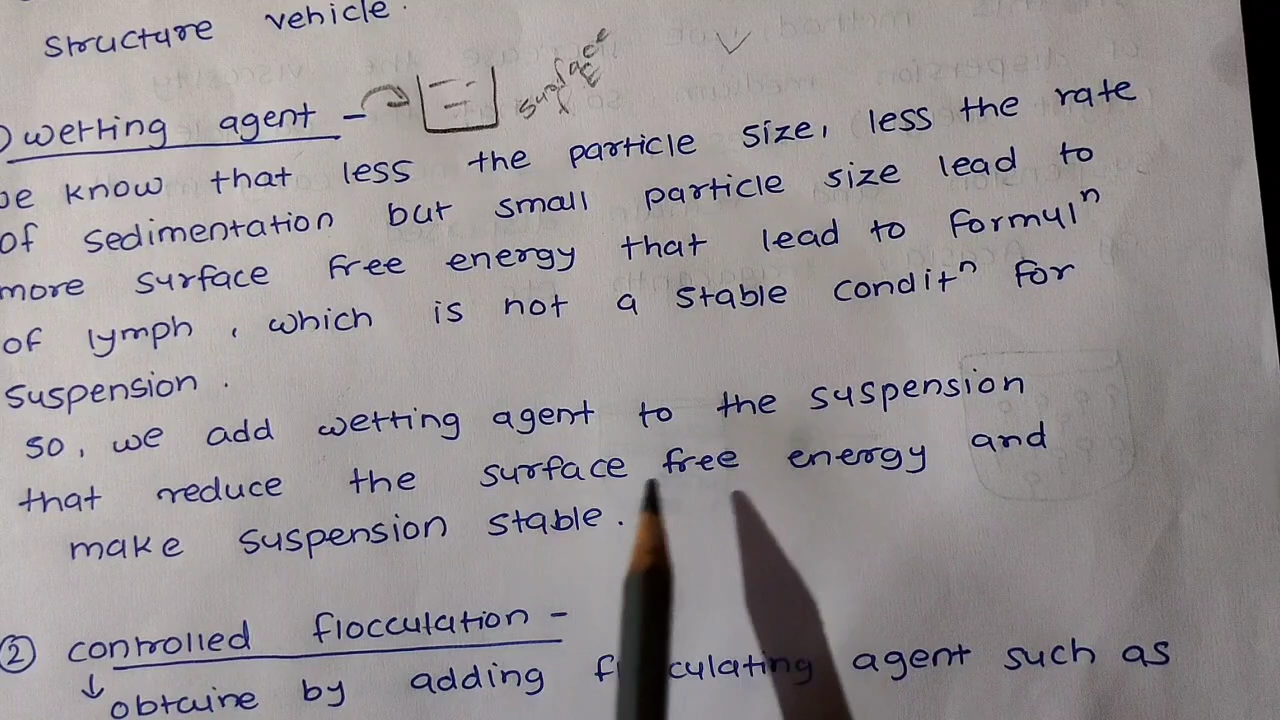 structure vehicle.
) wetting agent - surface E
we know that less the particle size, less the rate
of sedimentation but small particle size lead to
more surface free energy that lead to formulⁿ
of lymph, which is not a stable conditⁿ for
suspension.
so, we add wetting agent to the suspension
that reduce the surface free energy and
make suspension stable.
② controlled flocculation -
↓ obtaine by adding flocculating agent such as